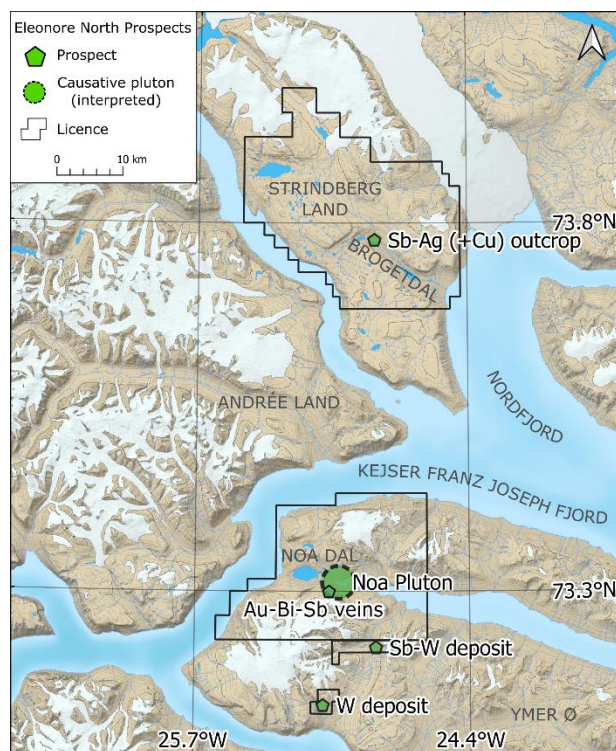 Eleonore North Prospects
Prospect
Causative pluton
(interpreted)
Licence
0 10 km
STRINDBERG
LAND
73.8°N
Sb-Ag (+Cu) outcrop
BROGETDAL
ANDRÉE LAND
NORDFJORD
KEJSER FRANZ JOSEPH FJORD
NOA DAL
Noa Pluton
73.3°N
Au-Bi-Sb veins
Sb-W deposit
W deposit
YMER Ø
25.7°W
24.4°W